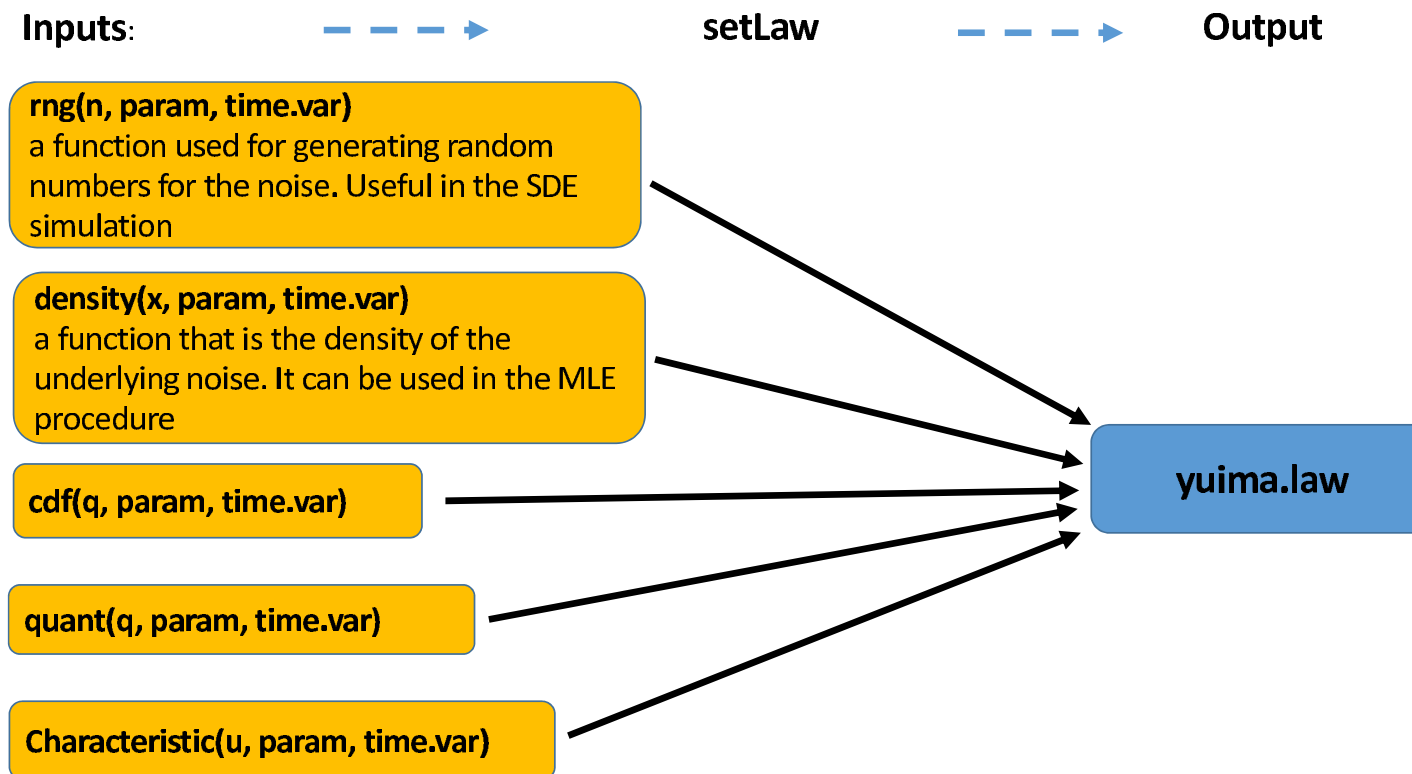 Inputs:
setLaw
Output
rng(n, param, time.var)
a function used for generating random
numbers for the noise. Useful in the SDE
simulation
density(x, param, time.var)
a function that is the density of the
underlying noise. It can be used in the MLE
procedure
cdf(q, param, time.var)
quant(q, param, time.var)
Characteristic(u, param, time.var)
yuima.law